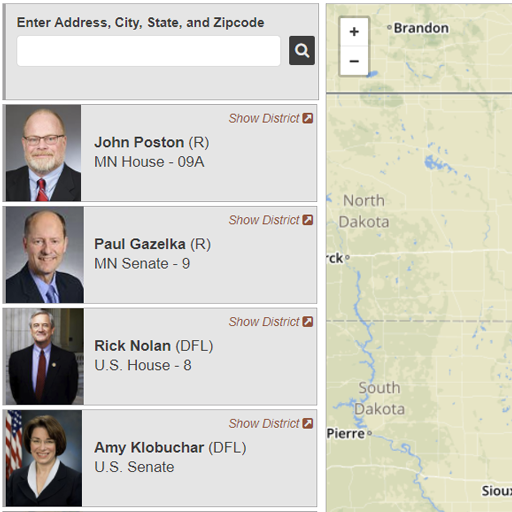 Enter Address, City, State, and Zipcode
Show District
John Poston (R)
MN House - 09A
Show District
Paul Gazelka (R)
MN Senate - 9
Show District
Rick Nolan (DFL)
U.S. House - 8
Show District
Amy Klobuchar (DFL)
U.S. Senate
+
−
Brandon
North
Dakota
rck
South
Dakota
Pierre
Sioux